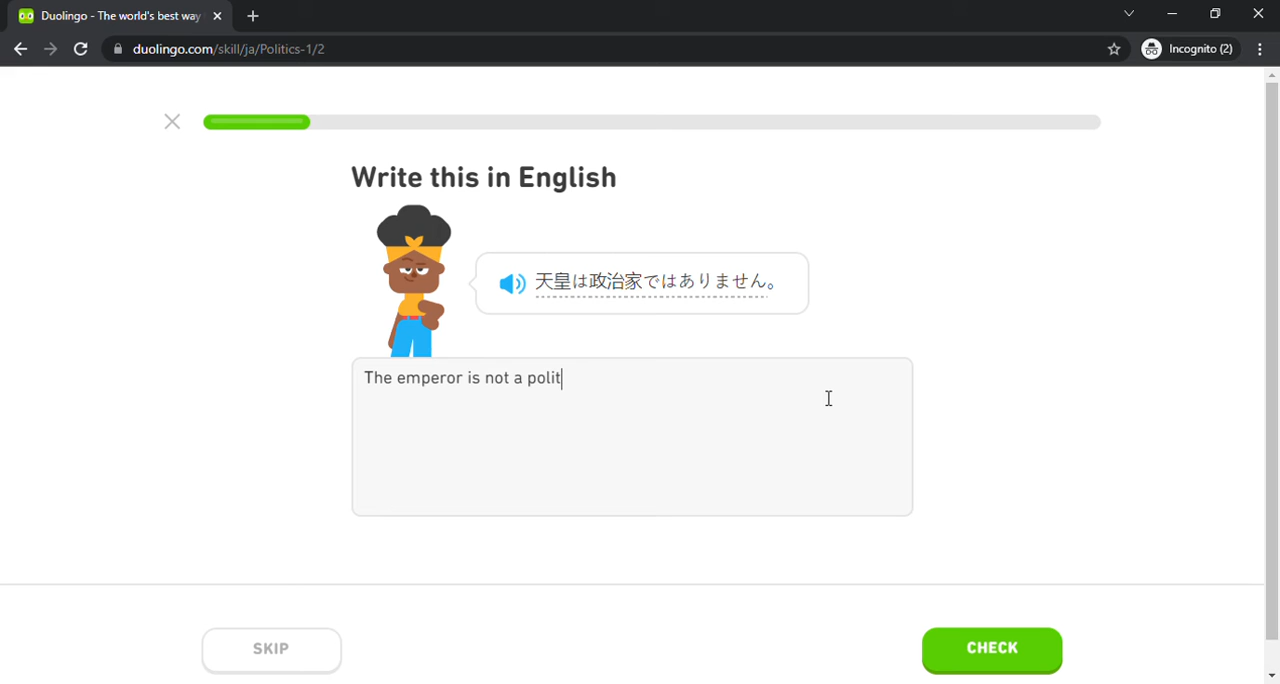 Duolingo - The world's best way
duolingo.com/skill/ja/Politics-1/2
Incognito (2)
Write this in English
天皇は政治家ではありません。
The emperor is not a polit
SKIP
CHECK